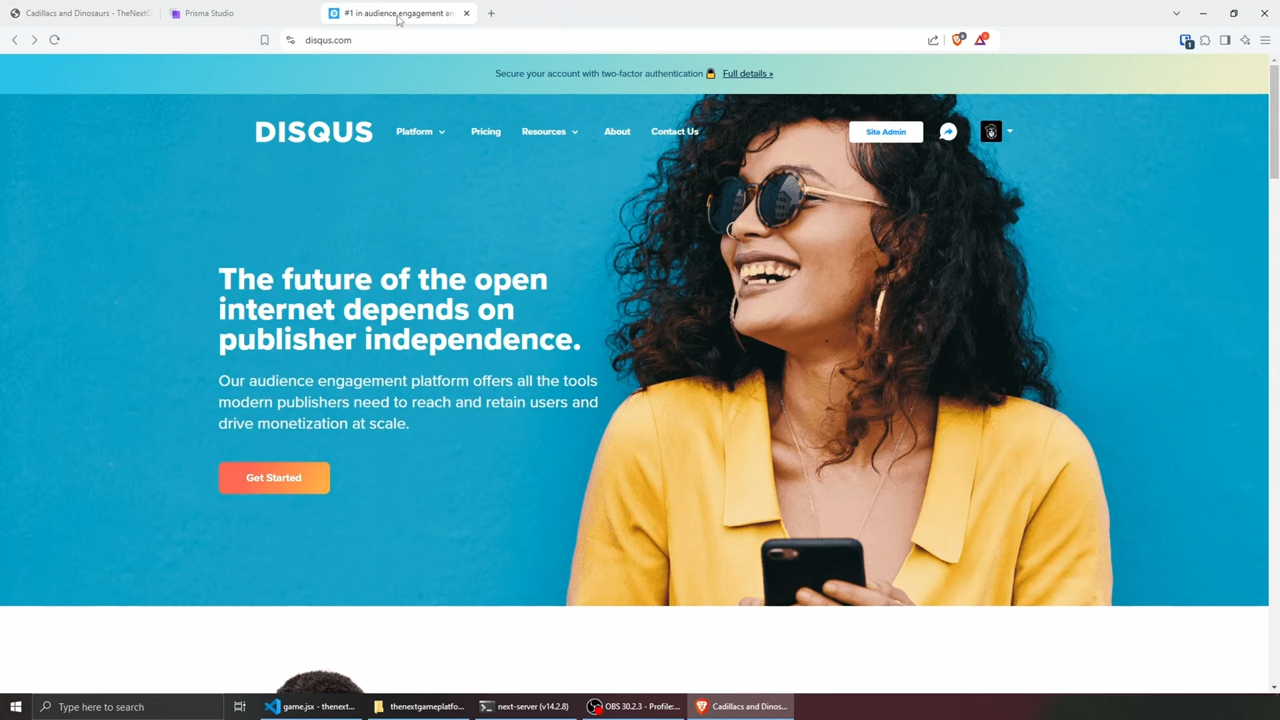 Cadillacs and Dinosaurs - TheNextG
Prisma Studio
#1 in audience engagement an
disqus.com
Secure your account with two-factor authentication Full details »
DISQUS
Platform
Pricing
Resources
About
Contact Us
Site Admin
The future of the open
internet depends on
publisher independence.
Our audience engagement platform offers all the tools
modern publishers need to reach and retain users and
drive monetization at scale.
Get Started
Type here to search
game.jsx - thenext...
thenextgameplatfo...
next-server (v14.2.8)
OBS 30.2.3 - Profile:...
Cadillacs and Dinos...